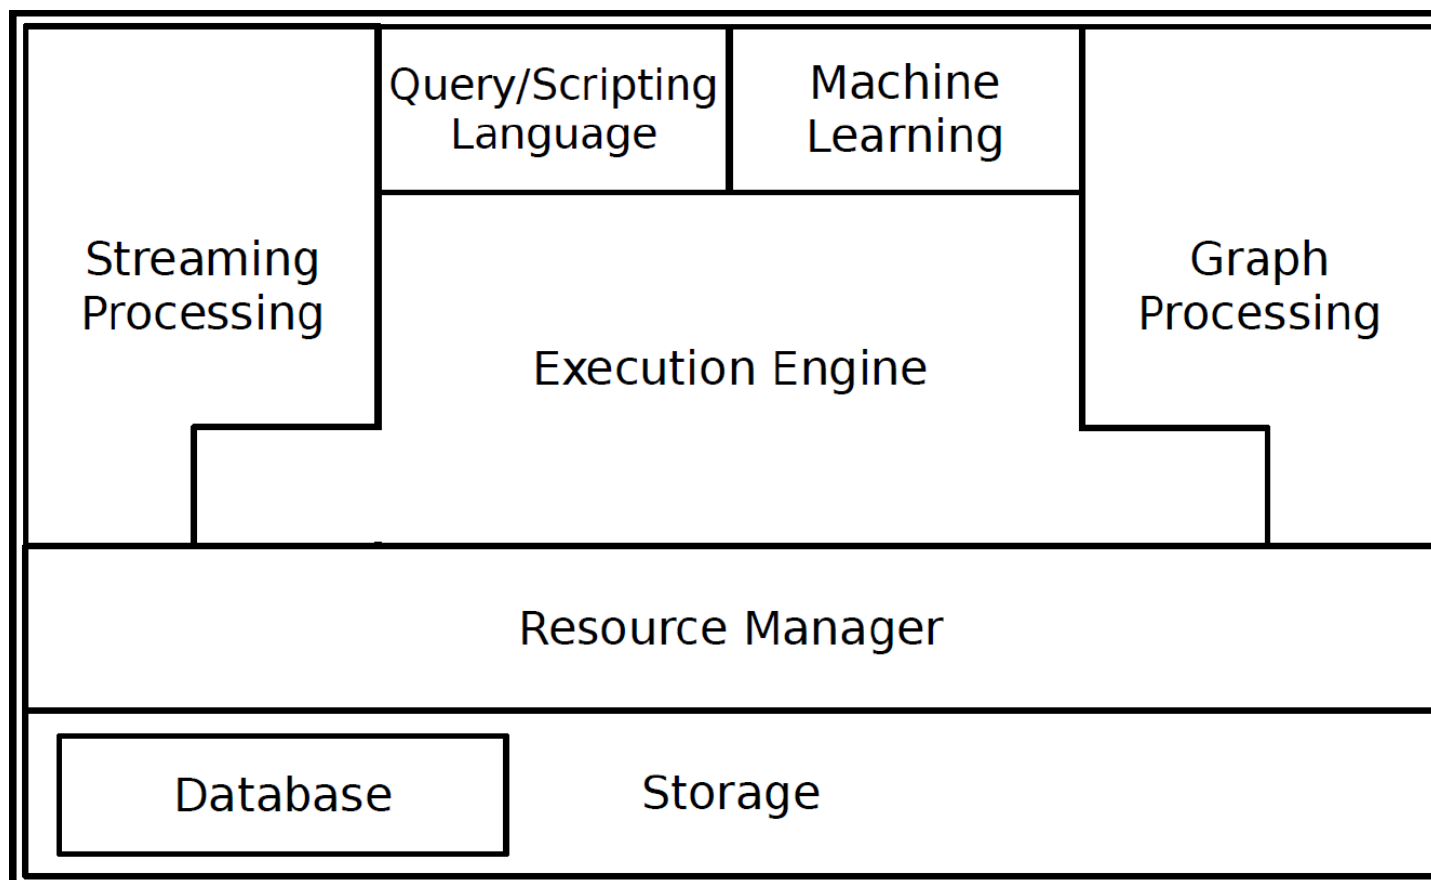 Query/Scripting
Language
Machine
Learning
Streaming
Processing
Graph
Processing
Execution Engine
Resource Manager
Database
Storage